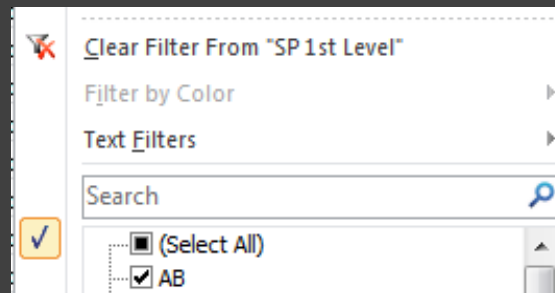 Clear Filter From "SP 1st Level"
Filter by Color
Text Filters
Search
(Select All)
AB